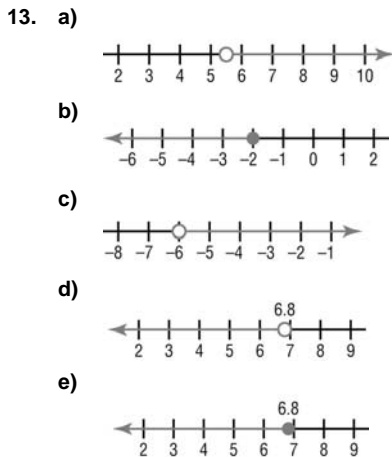 13. a)
2 3 4 5 6 7 8 9 10
b)
–6 –5 –4 –3 –2 –1 0 1 2
c)
–8 –7 –6 –5 –4 –3 –2 –1
d)
6.8
2 3 4 5 6 7 8 9
e)
6.8
2 3 4 5 6 7 8 9